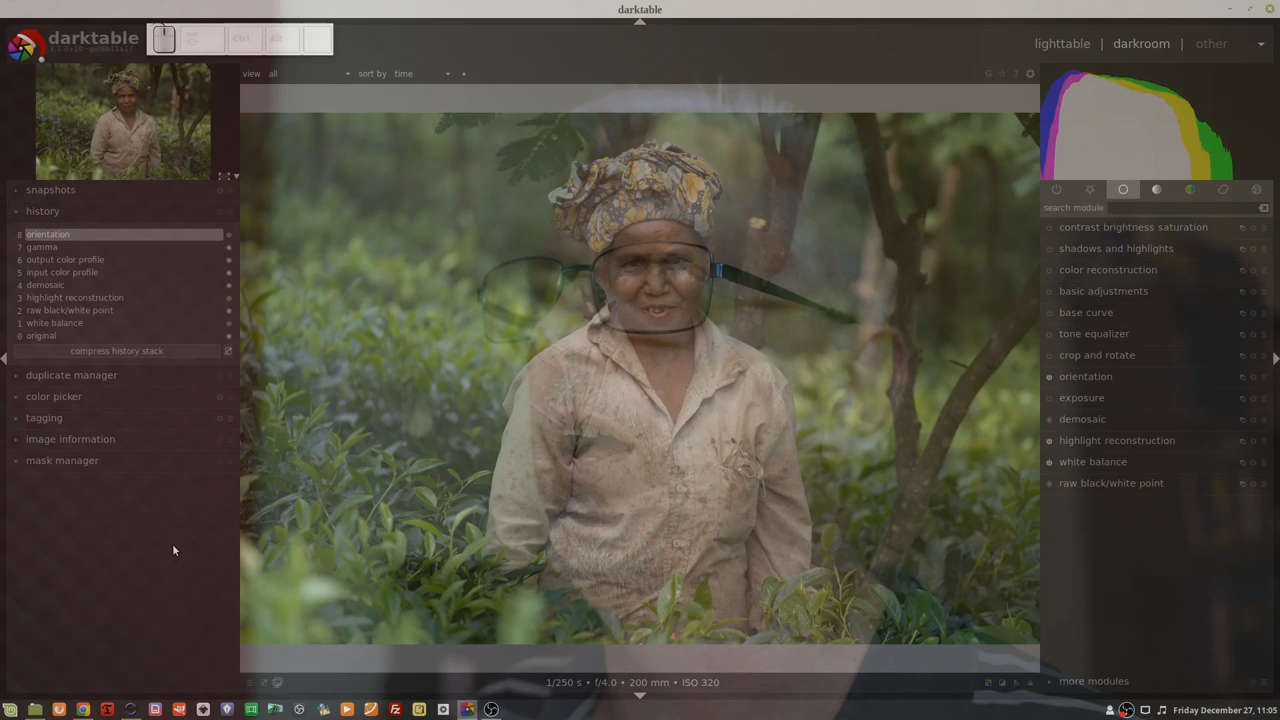 darktable
darktable
Ctrl
Alt
lighttable | darkroom | other
view all sort by time
snapshots
history
8 orientation
7 gamma
6 output color profile
5 input color profile
4 demosaic
3 highlight reconstruction
2 raw black/white point
1 white balance
0 original
compress history stack
duplicate manager
color picker
tagging
image information
mask manager
search module
contrast brightness saturation
shadows and highlights
color reconstruction
basic adjustments
base curve
tone equalizer
crop and rotate
orientation
exposure
demosaic
highlight reconstruction
white balance
raw black/white point
1/250 s • f/4.0 • 200 mm • ISO 320
more modules
Friday December 27, 11:05